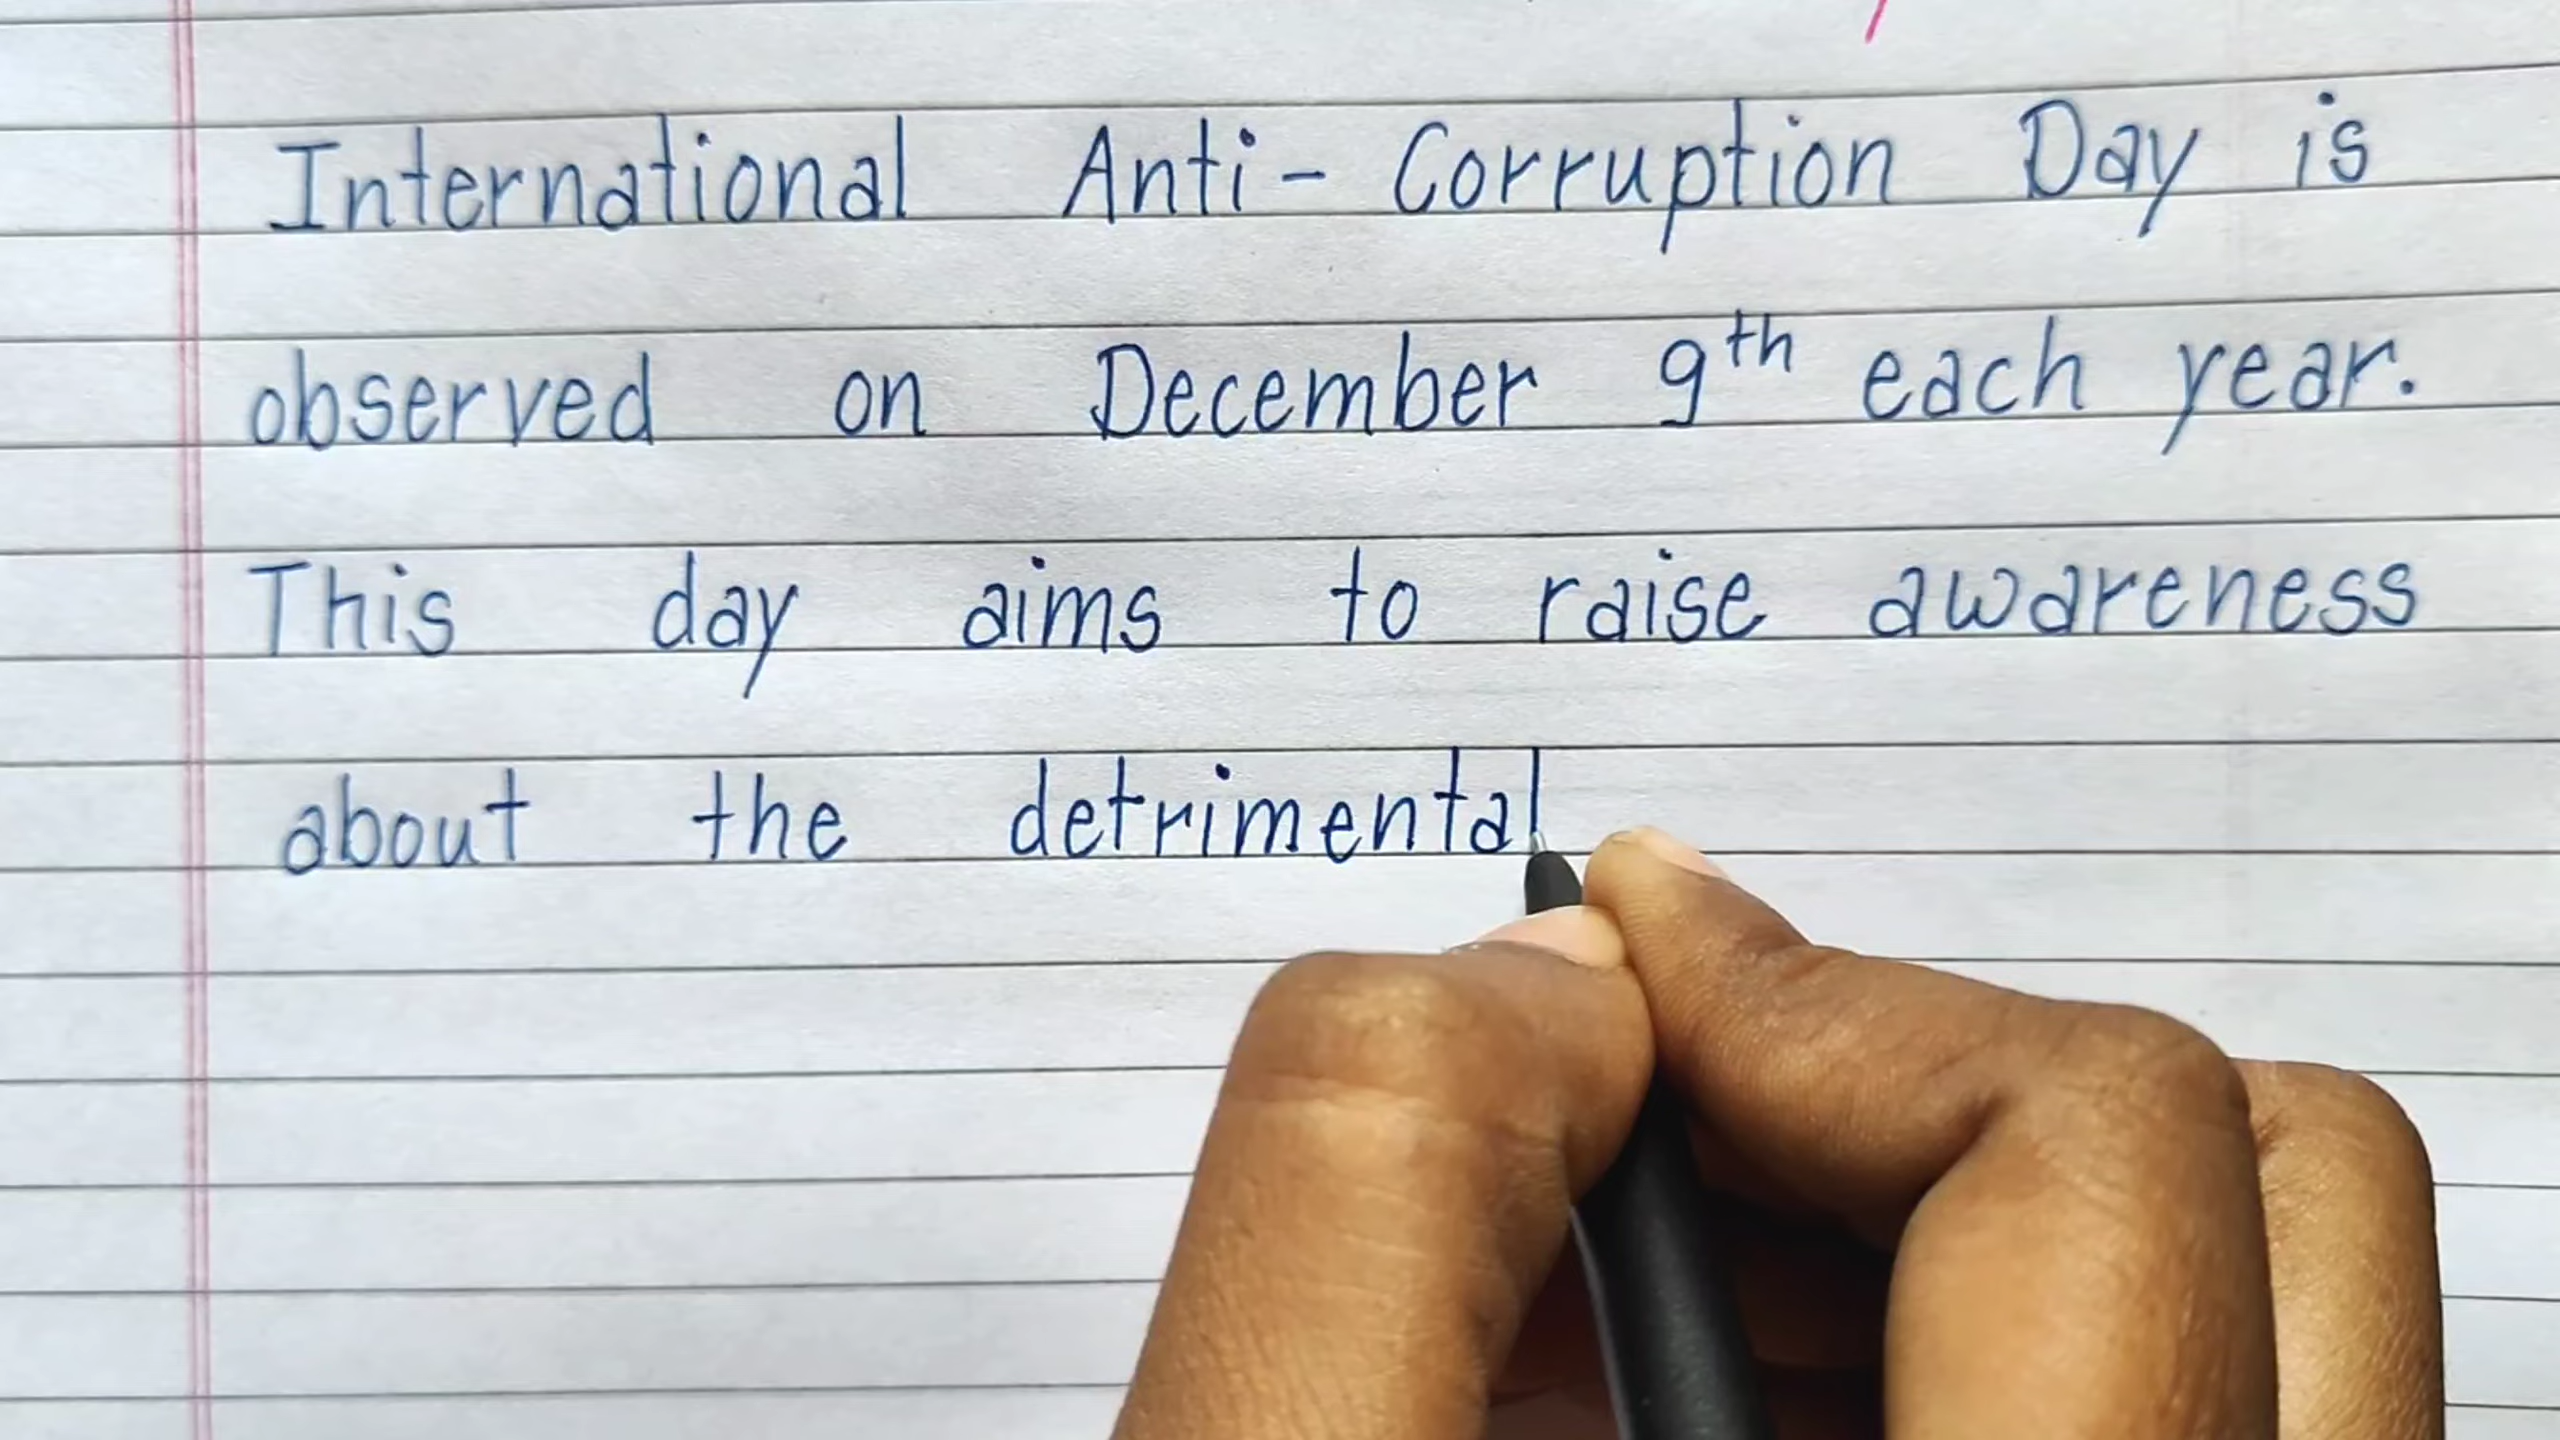 International Anti-Corruption Day is
observed on December 9th each year.
This day aims to raise awareness
about the detrimental